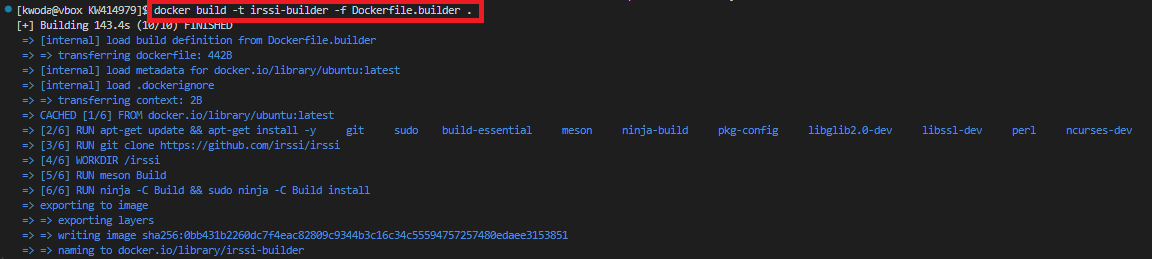 [kwoda@vbox KW414979]$ docker build -t irssi-builder -f Dockerfile.builder .
[+] Building 143.4s (10/10) FINISHED
=> [internal] load build definition from Dockerfile.builder
=> => transferring dockerfile: 442B
=> [internal] load metadata for docker.io/library/ubuntu:latest
=> [internal] load .dockerignore
=> => transferring context: 2B
=> CACHED [1/6] FROM docker.io/library/ubuntu:latest
=> [2/6] RUN apt-get update && apt-get install -y     git     sudo     build-essential     meson     ninja-build     pkg-config     libglib2.0-dev     libssl-dev     perl     ncurses-dev
=> [3/6] RUN git clone https://github.com/irssi/irssi
=> [4/6] WORKDIR /irssi
=> [5/6] RUN meson Build
=> [6/6] RUN ninja -C Build && sudo ninja -C Build install
=> exporting to image
=> => exporting layers
=> => writing image sha256:0bb431b2260dc7f4eac82809c9344b3c16c34c55594757257480edaee3153851
=> => naming to docker.io/library/irssi-builder